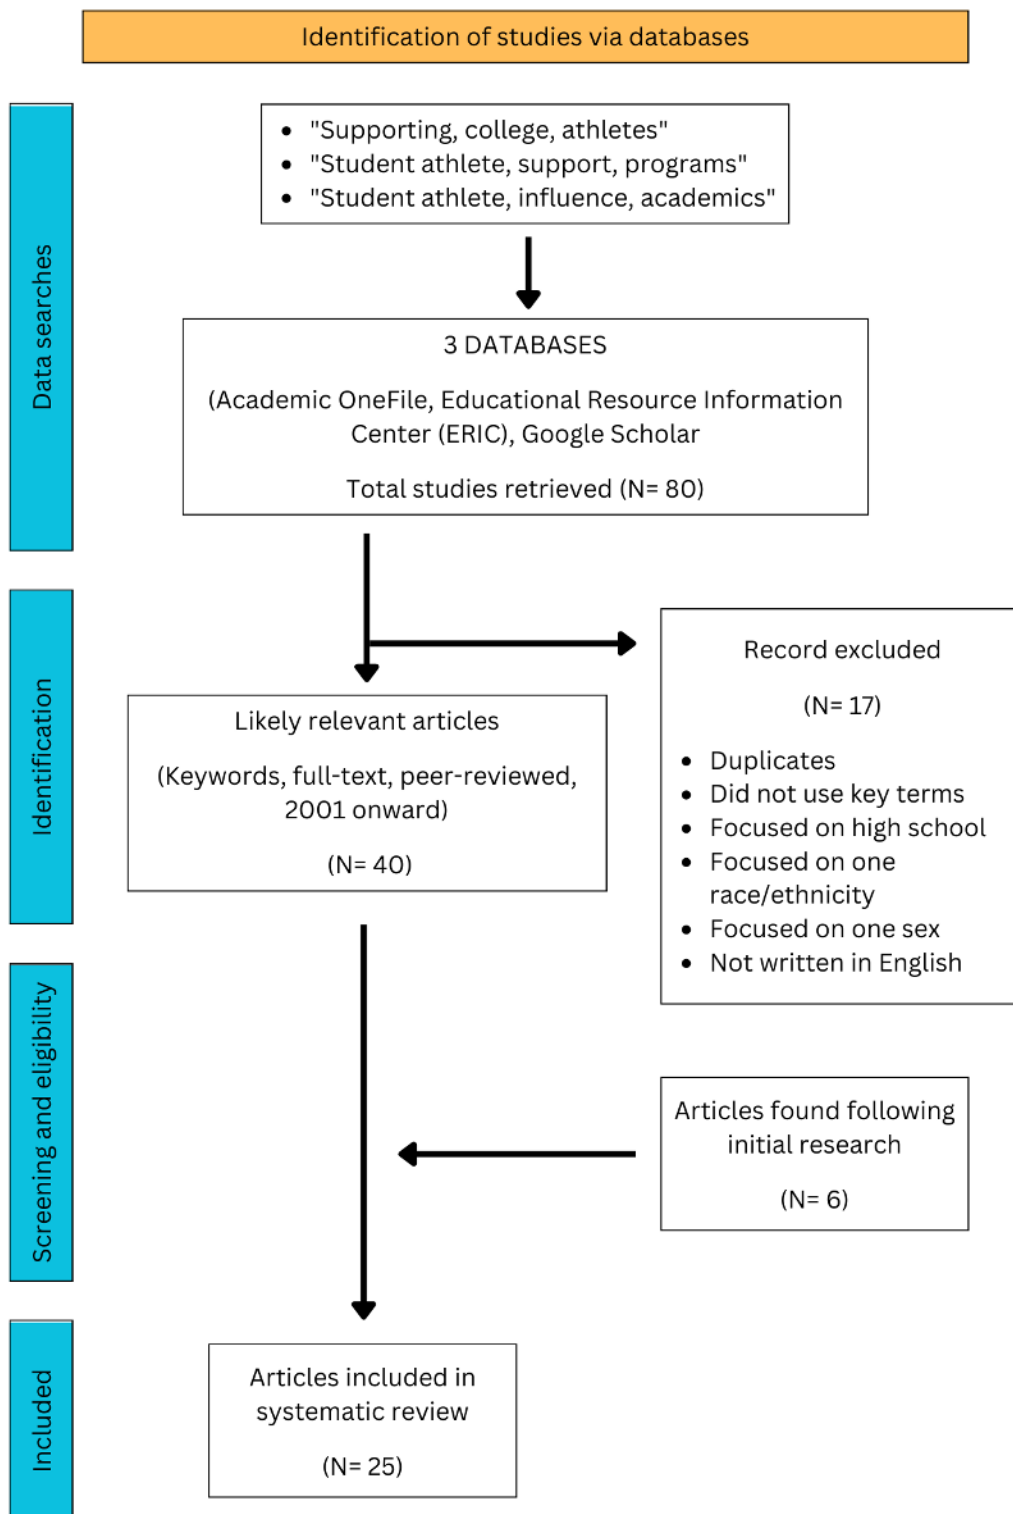 Identification of studies via databases
Data searches
• "Supporting, college, athletes"
• "Student athlete, support, programs"
• "Student athlete, influence, academics"
3 DATABASES
(Academic OneFile, Educational Resource Information
Center (ERIC), Google Scholar
Total studies retrieved (N= 80)
Identification
Likely relevant articles
(Keywords, full-text, peer-reviewed,
2001 onward)
(N= 40)
Record excluded
(N= 17)
• Duplicates
• Did not use key terms
• Focused on high school
• Focused on one
race/ethnicity
• Focused on one sex
• Not written in English
Screening and eligibility
Articles found following
initial research
(N= 6)
Included
Articles included in
systematic review
(N= 25)